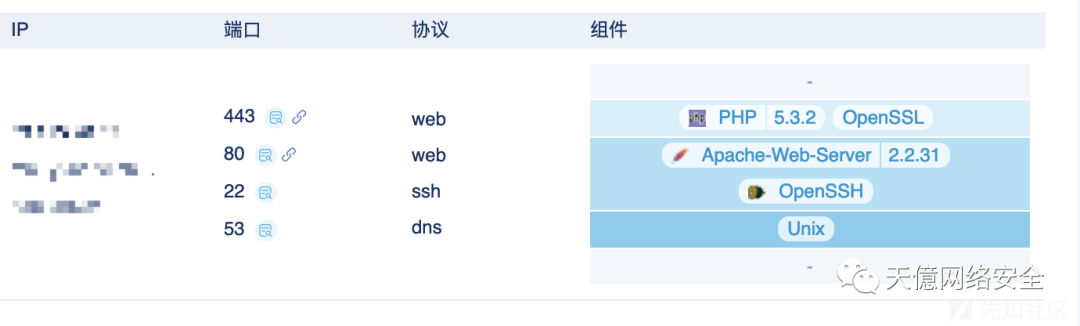 IP 端口 协议 组件
-
443 web PHP 5.3.2 OpenSSL
80 web Apache-Web-Server 2.2.31
22 ssh OpenSSH
53 dns Unix
-
天億网络安全
先知社区